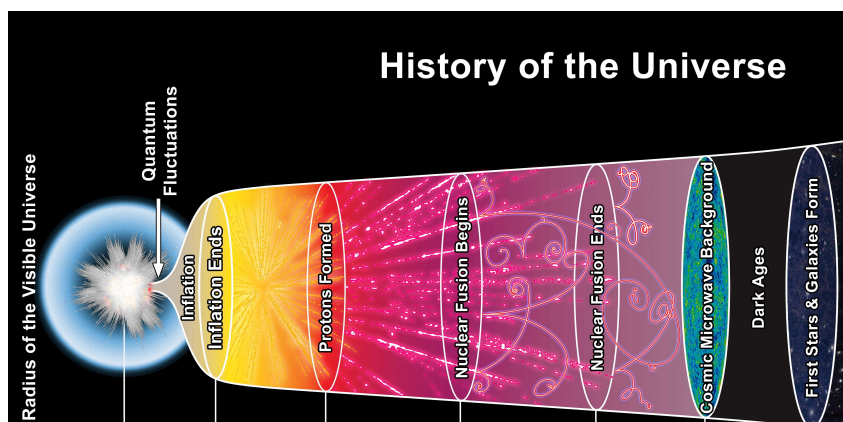 History of the Universe
Radius of the Visible Universe
Quantum
Fluctuations
Inflation
Inflation Ends
Protons Formed
Nuclear Fusion Begins
Nuclear Fusion Ends
Cosmic Microwave Background
Dark Ages
First Stars & Galaxies Form